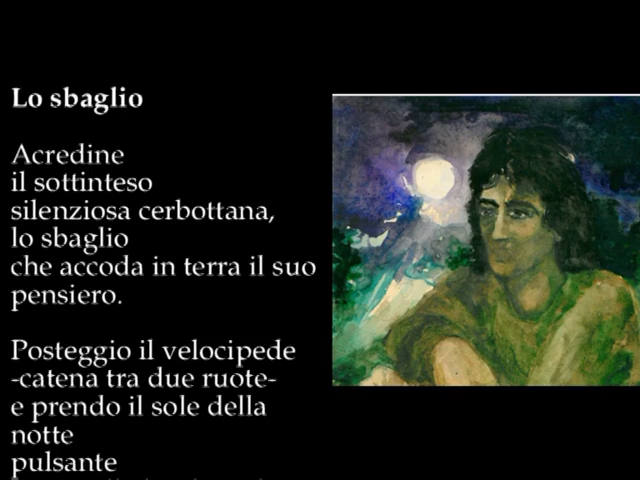 Lo sbaglio
Acredine
il sottinteso
silenziosa cerbottana,
lo sbaglio
che accoda in terra il suo
pensiero.
Posteggio il velocipede
-catena tra due ruote-
e prendo il sole della
notte
pulsante